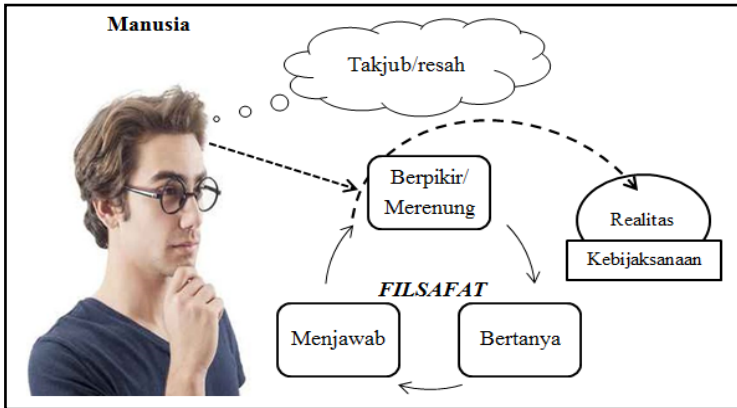 Manusia
Takjub/resah
Berpikir/
Merenung
Realitas
Kebijaksanaan
FILSAFAT
Menjawab
Bertanya